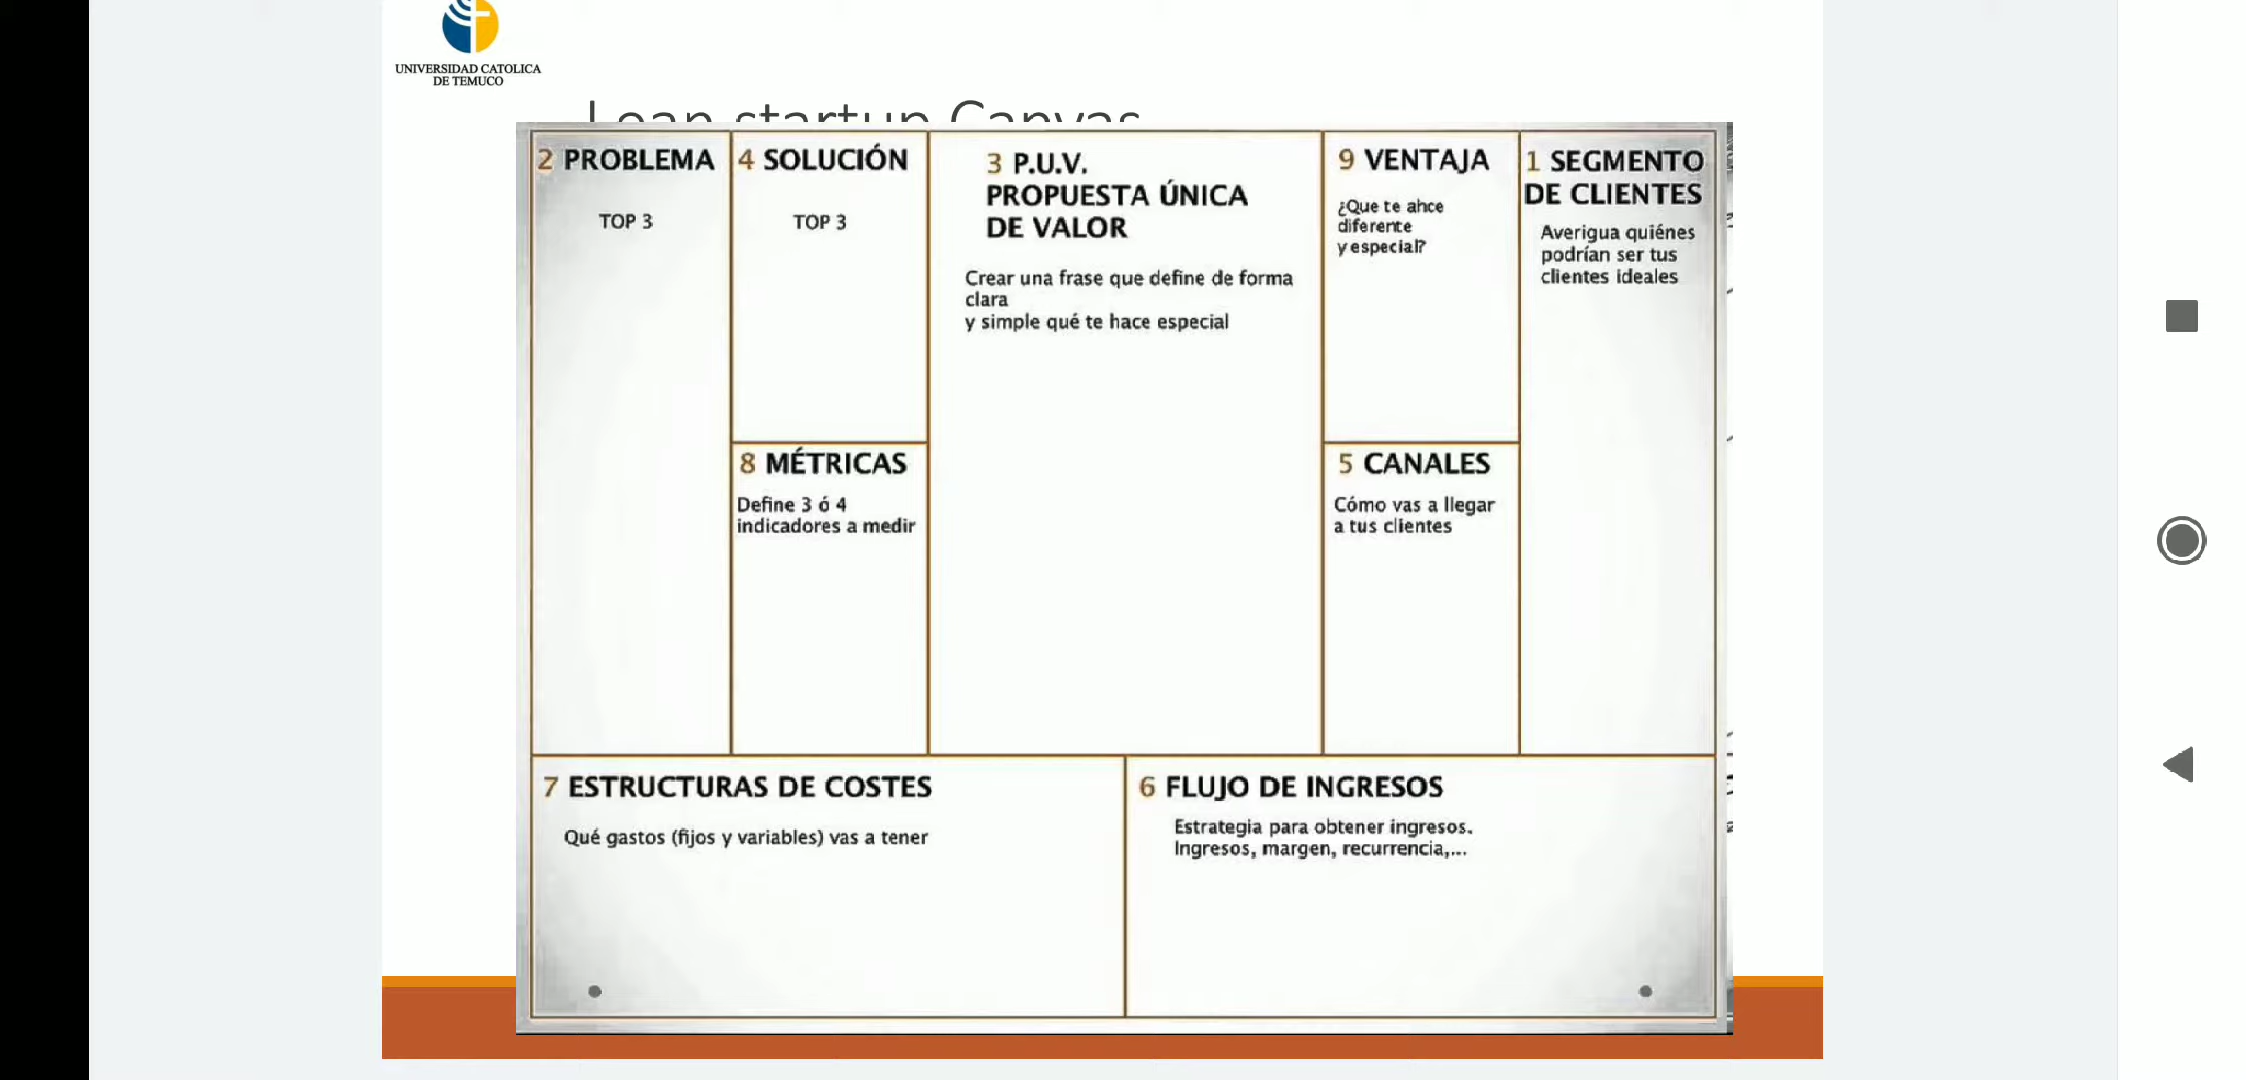 UNIVERSIDAD CATOLICA
DE TEMUCO
Lean startup Canvas
2 PROBLEMA
TOP 3
4 SOLUCIÓN
TOP 3
3 P.U.V.
PROPUESTA ÚNICA
DE VALOR
Crear una frase que define de forma
clara
y simple qué te hace especial
9 VENTAJA
¿Que te ahce
diferente
y especial?
1 SEGMENTO
DE CLIENTES
Averigua quiénes
podrían ser tus
clientes ideales
8 MÉTRICAS
Define 3 ó 4
indicadores a medir
5 CANALES
Cómo vas a llegar
a tus clientes
7 ESTRUCTURAS DE COSTES
Qué gastos (fijos y variables) vas a tener
6 FLUJO DE INGRESOS
Estrategia para obtener ingresos.
Ingresos, margen, recurrencia,...